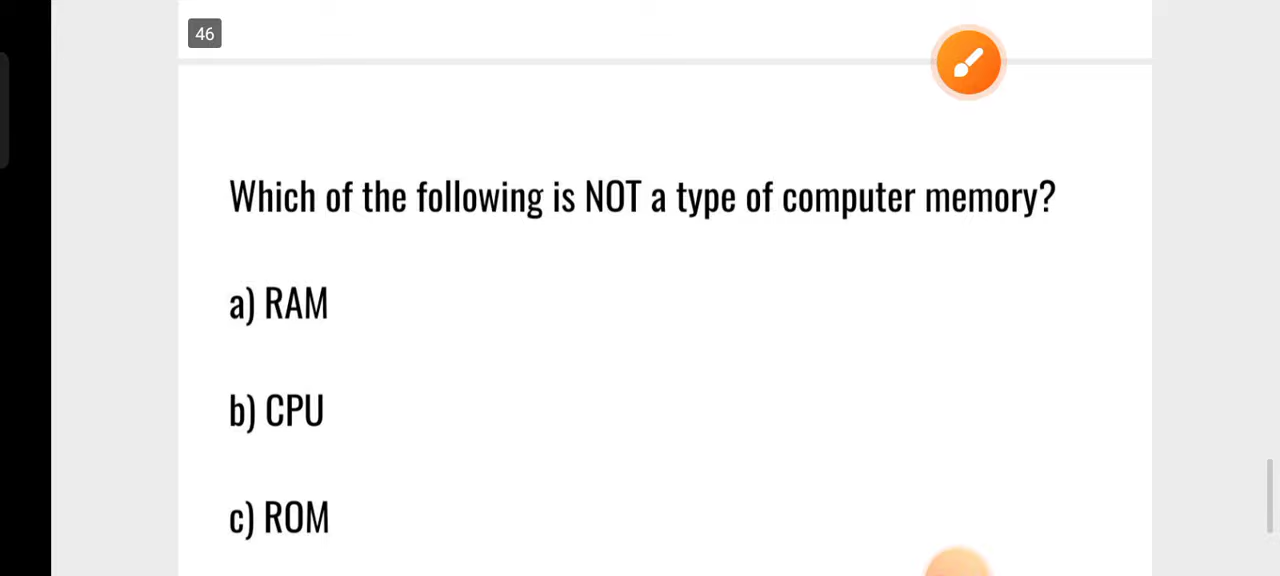 46
Which of the following is NOT a type of computer memory?
a) RAM
b) CPU
c) ROM